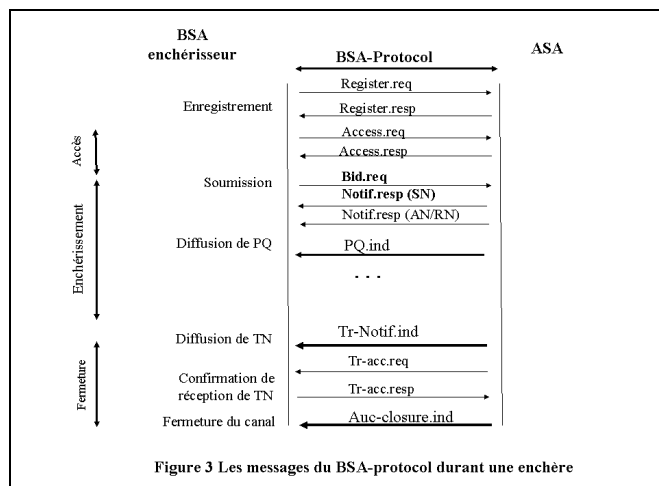 BSA
enchérisseur
BSA-Protocol
ASA
Register.req
Enregistrement
Register.resp
Access.req
Accès
Access.resp
Soumission
Bid.req
Notif.resp (SN)
Notif.resp (AN/RN)
Enchérissement
Diffusion de PQ
PQ.ind
. . .
Diffusion de TN
Tr-Notif.ind
Fermeture
Tr-acc.req
Confirmation de
réception de TN
Tr-acc.resp
Fermeture du canal
Auc-closure.ind
Figure 3 Les messages du BSA-protocol durant une enchère